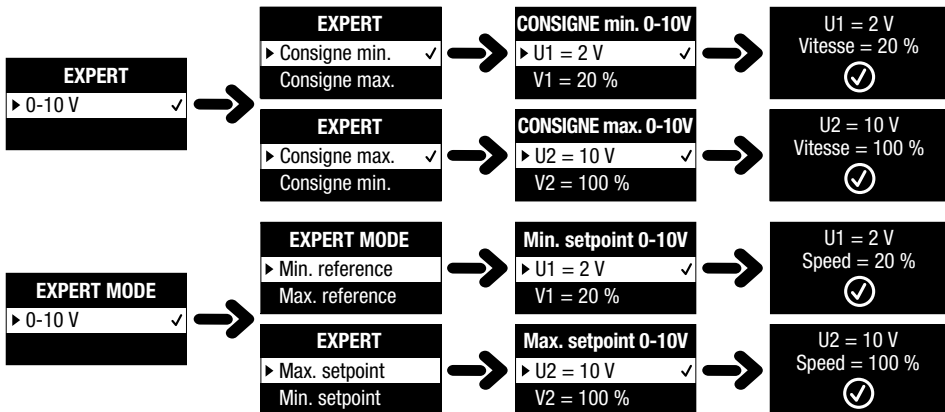 EXPERT
▶ 0-10 V ✓
EXPERT
▶ Consigne min. ✓
Consigne max.
CONSIGNE min. 0-10V
▶ U1 = 2 V ✓
V1 = 20 %
U1 = 2 V
Vitesse = 20 %
✓
EXPERT
▶ Consigne max. ✓
Consigne min.
CONSIGNE max. 0-10V
▶ U2 = 10 V ✓
V2 = 100 %
U2 = 10 V
Vitesse = 100 %
✓
EXPERT MODE
▶ 0-10 V ✓
EXPERT MODE
▶ Min. reference
Max. reference
Min. setpoint 0-10V
▶ U1 = 2 V ✓
V1 = 20 %
U1 = 2 V
Speed = 20 %
✓
EXPERT
▶ Max. setpoint
Min. setpoint
Max. setpoint 0-10V
▶ U2 = 10 V ✓
V2 = 100 %
U2 = 10 V
Speed = 100 %
✓